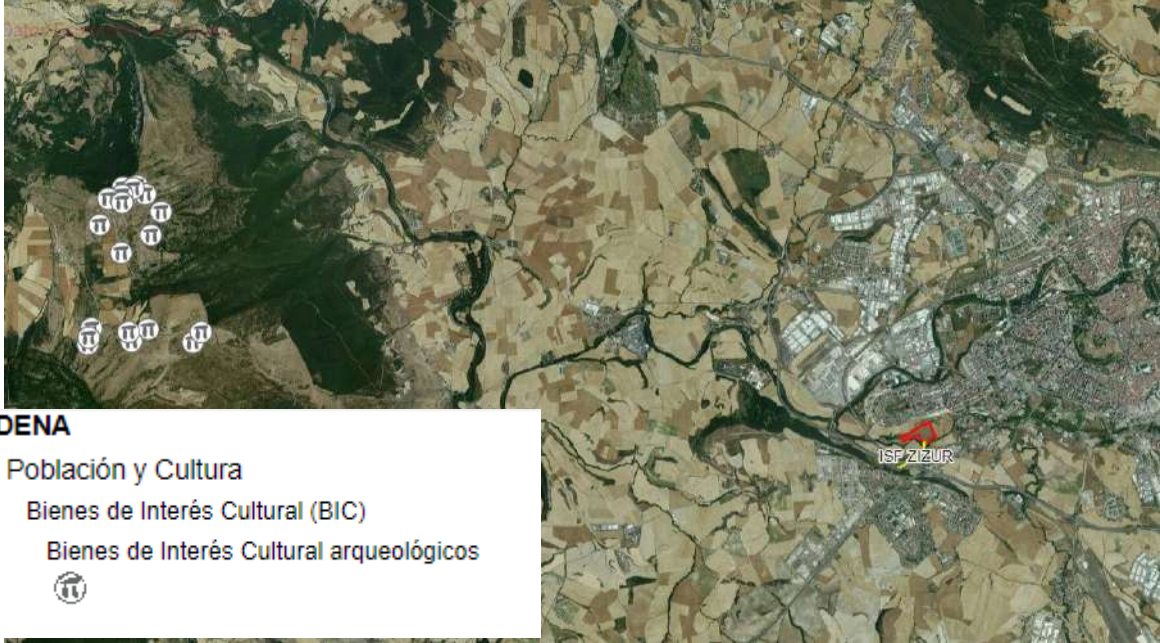 ISF ZIZUR
DENA
Población y Cultura
Bienes de Interés Cultural (BIC)
Bienes de Interés Cultural arqueológicos